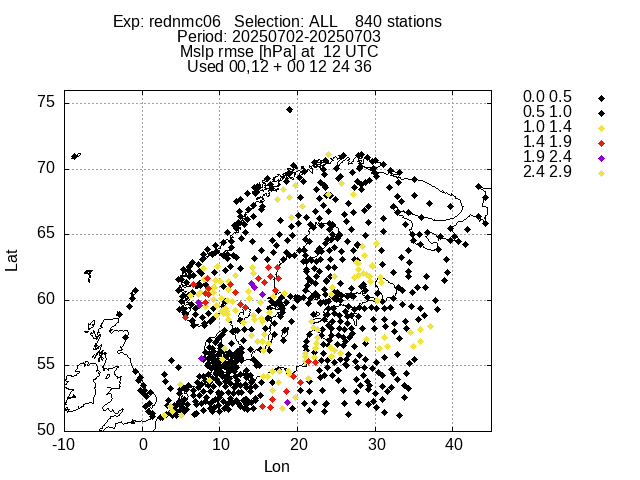 Exp: rednmc06   Selection: ALL    840 stations
Period: 20250702-20250703
Mslp rmse [hPa] at  12 UTC
Used 00,12 + 00 12 24 36
0.0 0.5
0.5 1.0
1.0 1.4
1.4 1.9
1.9 2.4
2.4 2.9
75
70
65
60
55
50
Lat
-10 0 10 20 30 40
Lon